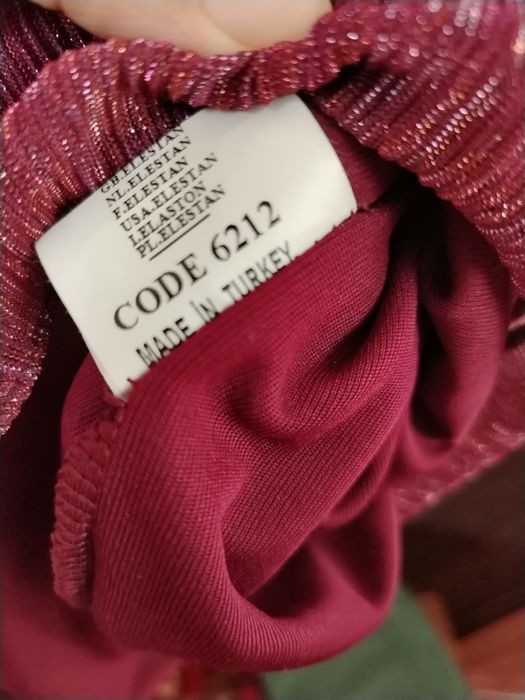 GB.ELESTAN
NL.ELESTAN
F.ELESTAN
USA.ELESTAN
I.ELASTON
PL.ELESTAN
CODE 6212
MADE IN TURKEY